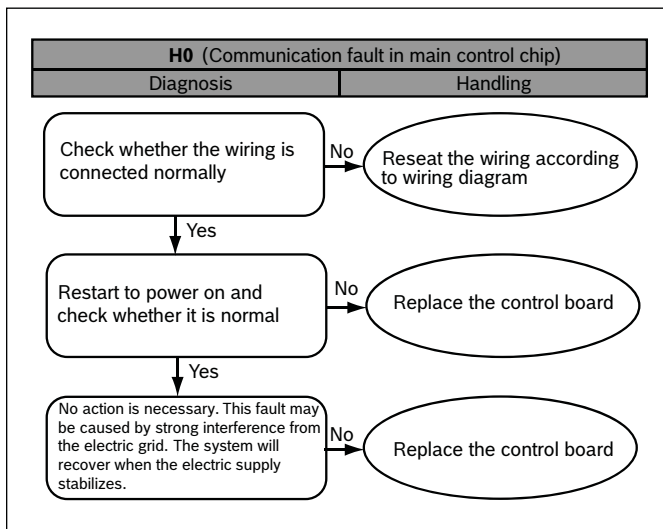 H0 (Communication fault in main control chip)
Diagnosis
Handling
Check whether the wiring is
connected normally
No
Reseat the wiring according
to wiring diagram
Yes
Restart to power on and
check whether it is normal
No
Replace the control board
Yes
No action is necessary. This fault may
be caused by strong interference from
the electric grid. The system will
recover when the electric supply
stabilizes.
No
Replace the control board